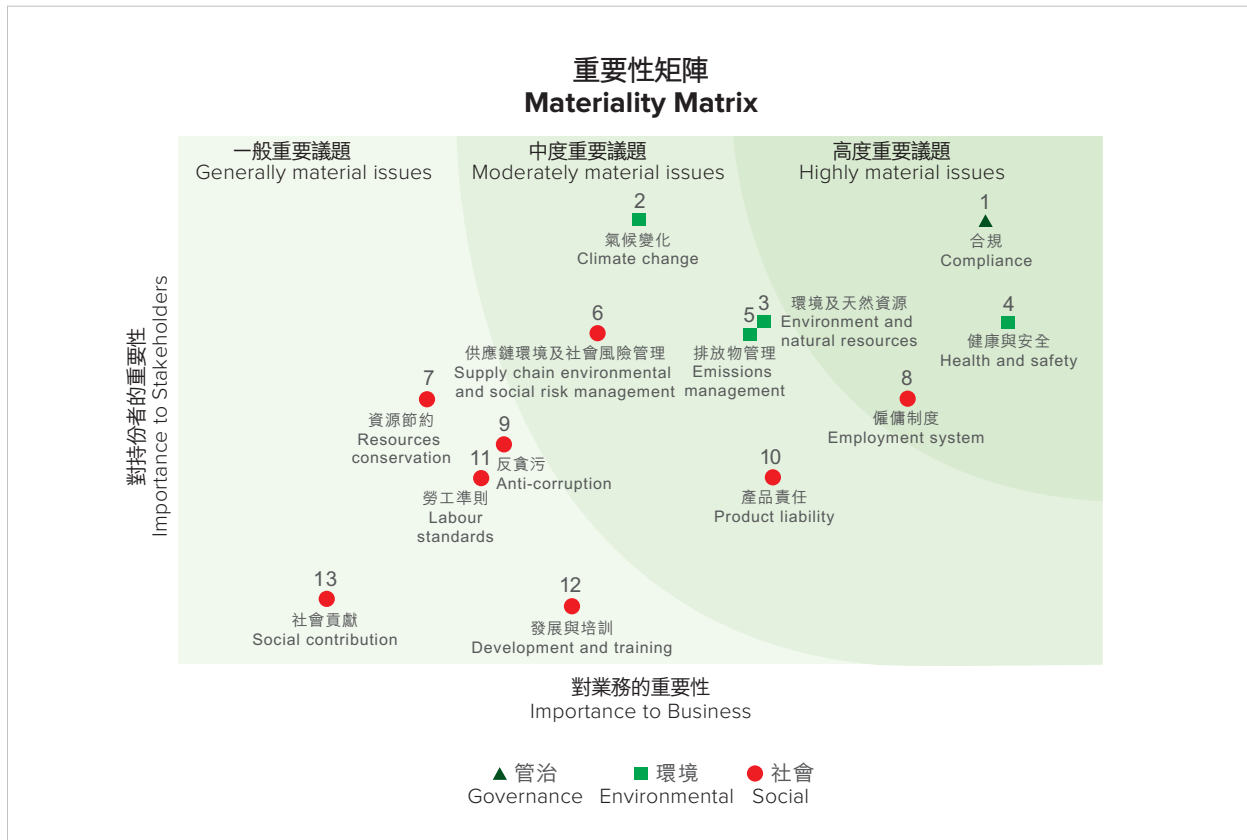 重要性矩陣
Materiality Matrix
一般重要議題
Generally material issues
中度重要議題
Moderately material issues
高度重要議題
Highly material issues
對持份者的重要性
Importance to Stakeholders
1
合規
Compliance
2
氣候變化
Climate change
3
環境及天然資源
Environment and
natural resources
4
健康與安全
Health and safety
5
排放物管理
Emissions
management
6
供應鏈環境及社會風險管理
Supply chain environmental
and social risk management
7
資源節約
Resources
conservation
8
僱傭制度
Employment system
9
反貪污
Anti-corruption
10
產品責任
Product liability
11
勞工準則
Labour
standards
12
發展與培訓
Development and training
13
社會貢獻
Social contribution
對業務的重要性
Importance to Business
管治
Governance
環境
Environmental
社會
Social